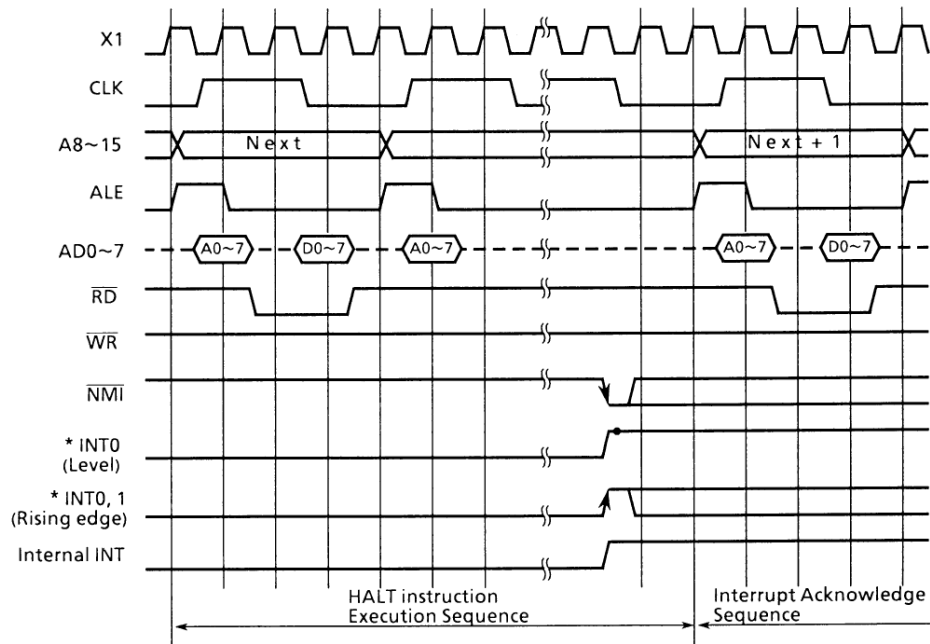 X1
CLK
A8~15
Next
Next + 1
ALE
AD0~7
A0~7
D0~7
A0~7
A0~7
D0~7
RD
WR
NMI
* INT0
(Level)
* INT0, 1
(Rising edge)
Internal INT
HALT instruction
Execution Sequence
Interrupt Acknowledge
Sequence